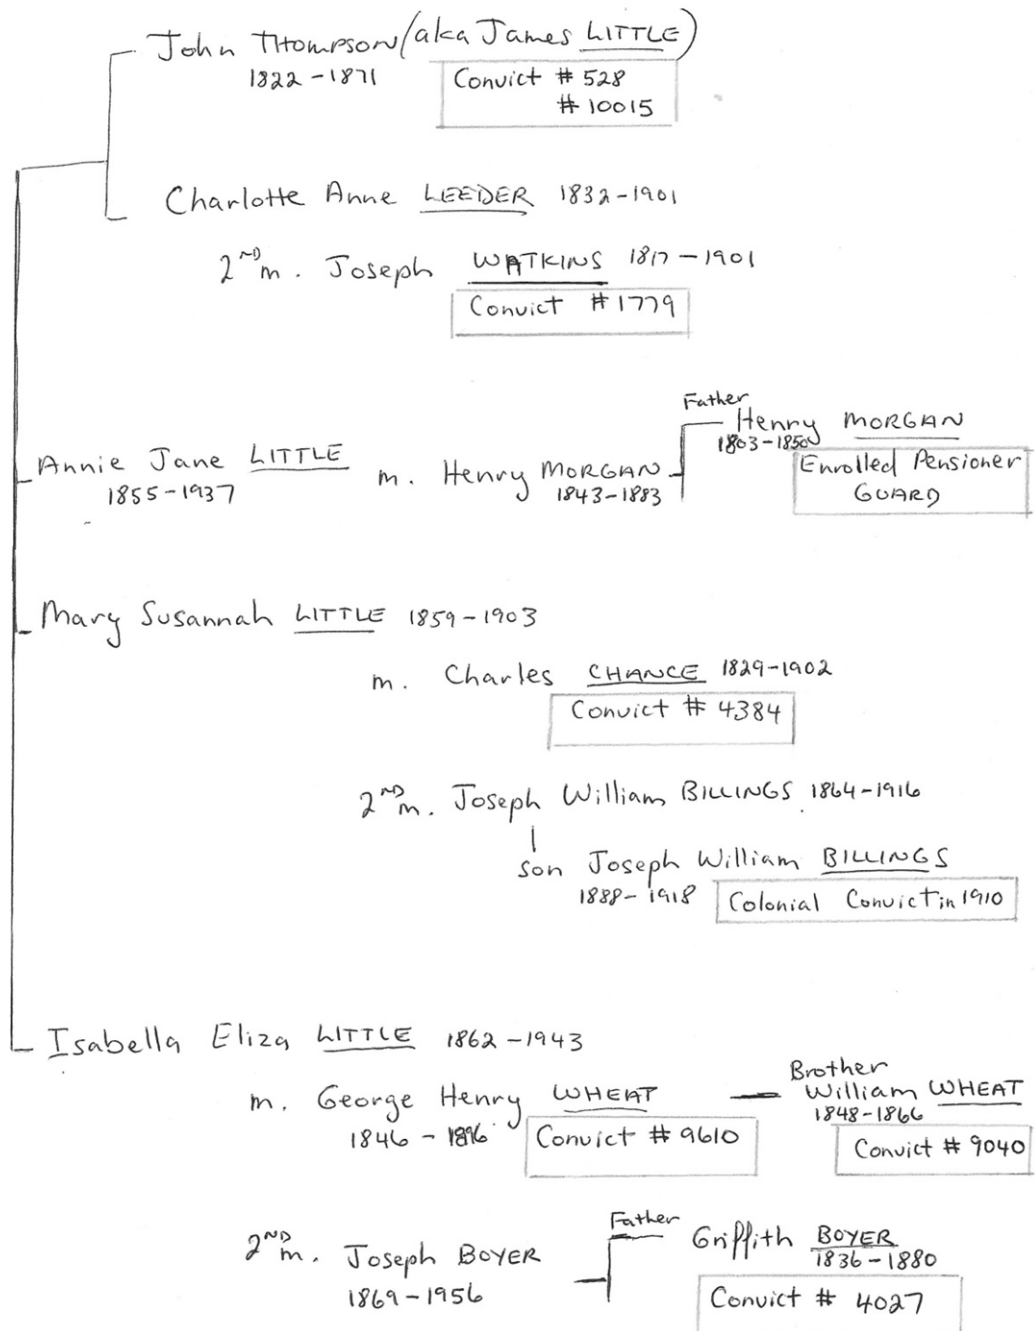 John Thompson (aka James LITTLE)
1822-1871
Convict # 528
# 10015
Charlotte Anne LEEDER 1832-1901
2ND m. Joseph WATKINS 1817-1901
Convict #1779
Father
Henry MORGAN
1803-1850
Enrolled Pensioner
GUARD
Annie Jane LITTLE m. Henry MORGAN
1855-1937 1843-1883
Mary Susannah LITTLE 1859-1903
m. Charles CHANCE 1829-1902
Convict # 4384
2ND m. Joseph William BILLINGS 1864-1916
son Joseph William BILLINGS
1888-1918 Colonial Convict in 1910
Isabella Eliza LITTLE 1862-1943
m. George Henry WHEAT
1846-1896 Convict # 9610
Brother
William WHEAT
1848-1866
Convict # 9040
2ND m. Joseph BOYER
1869-1956
Father
Griffith BOYER
1836-1880
Convict # 4027